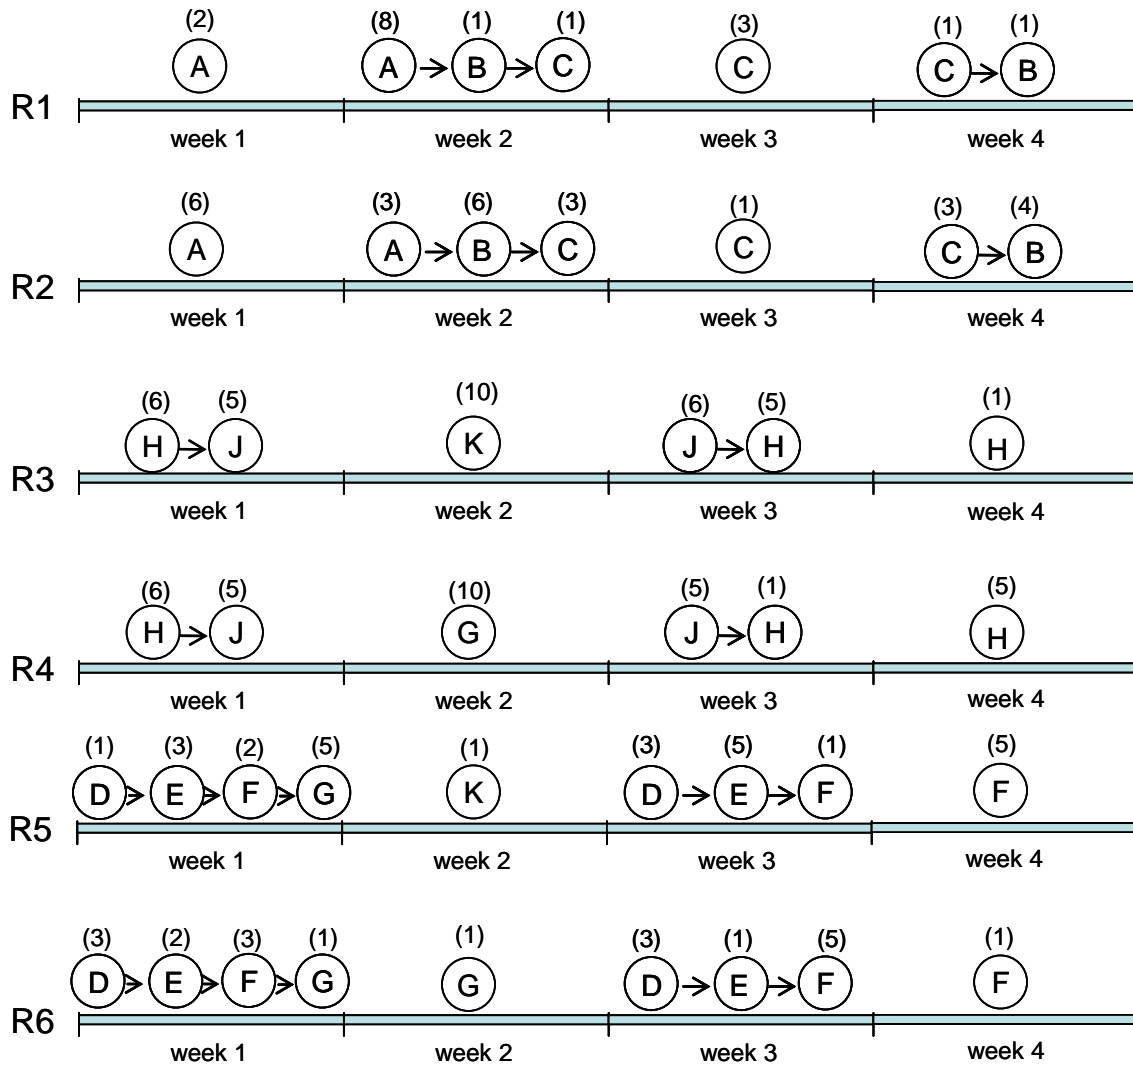 (2) (8) (1) (1) (3) (1) (1)
A A B C C C B
R1
week 1 week 2 week 3 week 4
(6) (3) (6) (3) (1) (3) (4)
A A B C C C B
R2
week 1 week 2 week 3 week 4
(6) (5) (10) (6) (5) (1)
H J K J H H
R3
week 1 week 2 week 3 week 4
(6) (5) (10) (5) (1) (5)
H J G J H H
R4
week 1 week 2 week 3 week 4
(1) (3) (2) (5) (1) (3) (5) (1) (5)
D E F G K D E F F
R5
week 1 week 2 week 3 week 4
(3) (2) (3) (1) (1) (3) (1) (5) (1)
D E F G G D E F F
R6
week 1 week 2 week 3 week 4